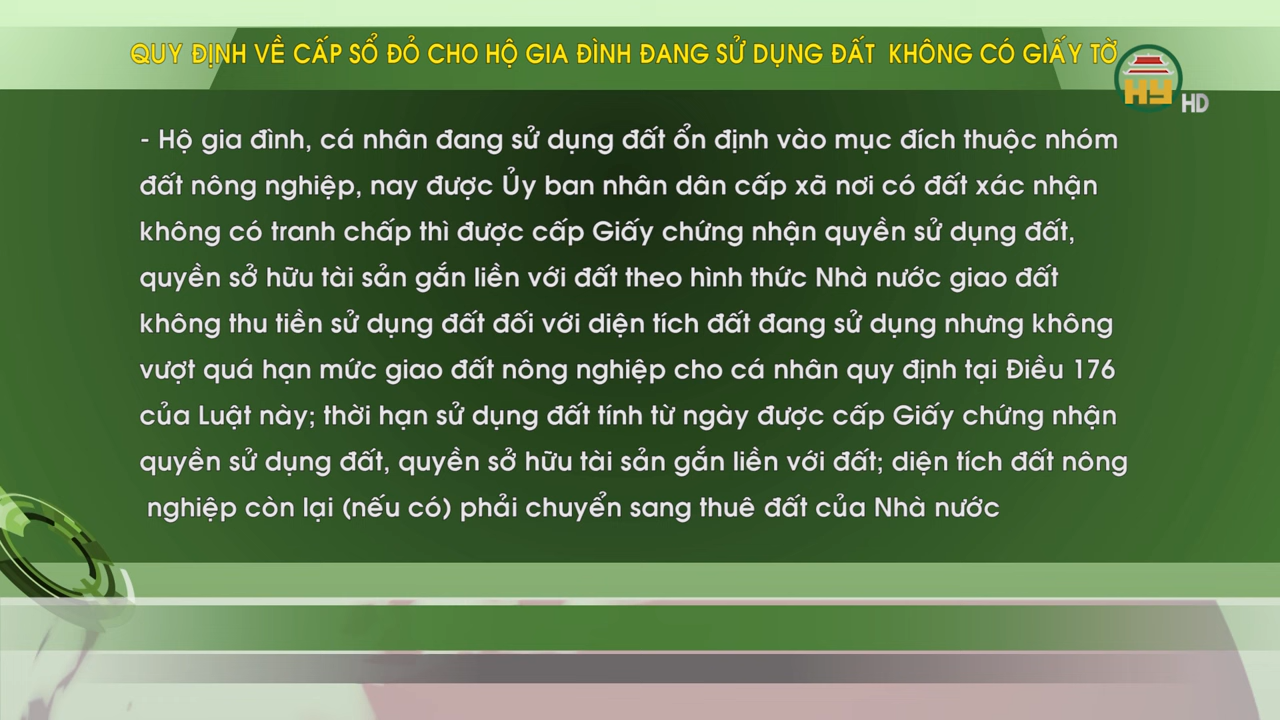 QUY ĐỊNH VỀ CẤP SỔ ĐỎ CHO HỘ GIA ĐÌNH ĐANG SỬ DỤNG ĐẤT KHÔNG CÓ GIẤY TỜ
HY HD
- Hộ gia đình, cá nhân đang sử dụng đất ổn định vào mục đích thuộc nhóm
đất nông nghiệp, nay được Ủy ban nhân dân cấp xã nơi có đất xác nhận
không có tranh chấp thì được cấp Giấy chứng nhận quyền sử dụng đất,
quyền sở hữu tài sản gắn liền với đất theo hình thức Nhà nước giao đất
không thu tiền sử dụng đất đối với diện tích đất đang sử dụng nhưng không
vượt quá hạn mức giao đất nông nghiệp cho cá nhân quy định tại Điều 176
của Luật này; thời hạn sử dụng đất tính từ ngày được cấp Giấy chứng nhận
quyền sử dụng đất, quyền sở hữu tài sản gắn liền với đất; diện tích đất nông
nghiệp còn lại (nếu có) phải chuyển sang thuê đất của Nhà nước